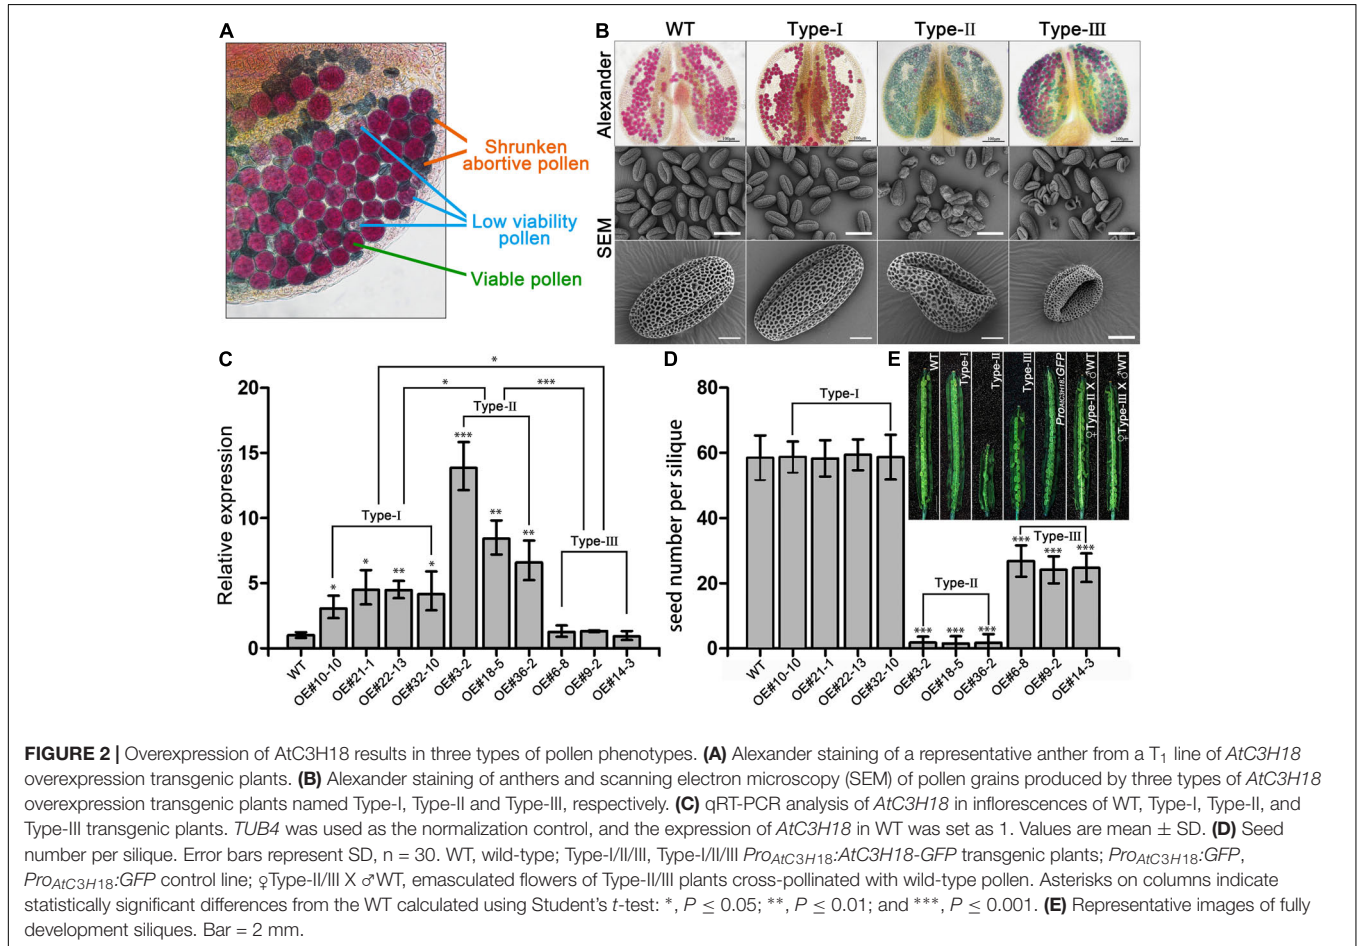 A
Shrunken
abortive pollen
Low viability
pollen
Viable pollen
B
WT
Type-I
Type-II
Type-III
Alexander
100μm
100μm
100μm
100μm
SEM
C
Relative expression
20
15
10
5
0
*
*
***
Type-I
Type-II
Type-III
*
*
**
*
***
**
**
WT
OE#10-10
OE#21-1
OE#22-13
OE#32-10
OE#3-2
OE#18-5
OE#36-2
OE#6-8
OE#9-2
OE#14-3
D
seed number per silique
80
60
40
20
0
Type-I
Type-II
Type-III
***
***
***
***
***
***
WT
OE#10-10
OE#21-1
OE#22-13
OE#32-10
OE#3-2
OE#18-5
OE#36-2
OE#6-8
OE#9-2
OE#14-3
E
WT
Type-I
Type-II
Type-III
ProAtC3H18:GFP
♀Type-II X ♂WT
♀Type-III X ♂WT
FIGURE 2 | Overexpression of AtC3H18 results in three types of pollen phenotypes. (A) Alexander staining of a representative anther from a T1 line of AtC3H18
overexpression transgenic plants. (B) Alexander staining of anthers and scanning electron microscopy (SEM) of pollen grains produced by three types of AtC3H18
overexpression transgenic plants named Type-I, Type-II and Type-III, respectively. (C) qRT-PCR analysis of AtC3H18 in inflorescences of WT, Type-I, Type-II, and
Type-III transgenic plants. TUB4 was used as the normalization control, and the expression of AtC3H18 in WT was set as 1. Values are mean ± SD. (D) Seed
number per silique. Error bars represent SD, n = 30. WT, wild-type; Type-I/II/III, Type-I/II/III ProAtC3H18:AtC3H18-GFP transgenic plants; ProAtC3H18:GFP,
ProAtC3H18:GFP control line; ♀Type-II/III X ♂WT, emasculated flowers of Type-II/III plants cross-pollinated with wild-type pollen. Asterisks on columns indicate
statistically significant differences from the WT calculated using Student's t-test: *, P ≤ 0.05; **, P ≤ 0.01; and ***, P ≤ 0.001. (E) Representative images of fully
development siliques. Bar = 2 mm.